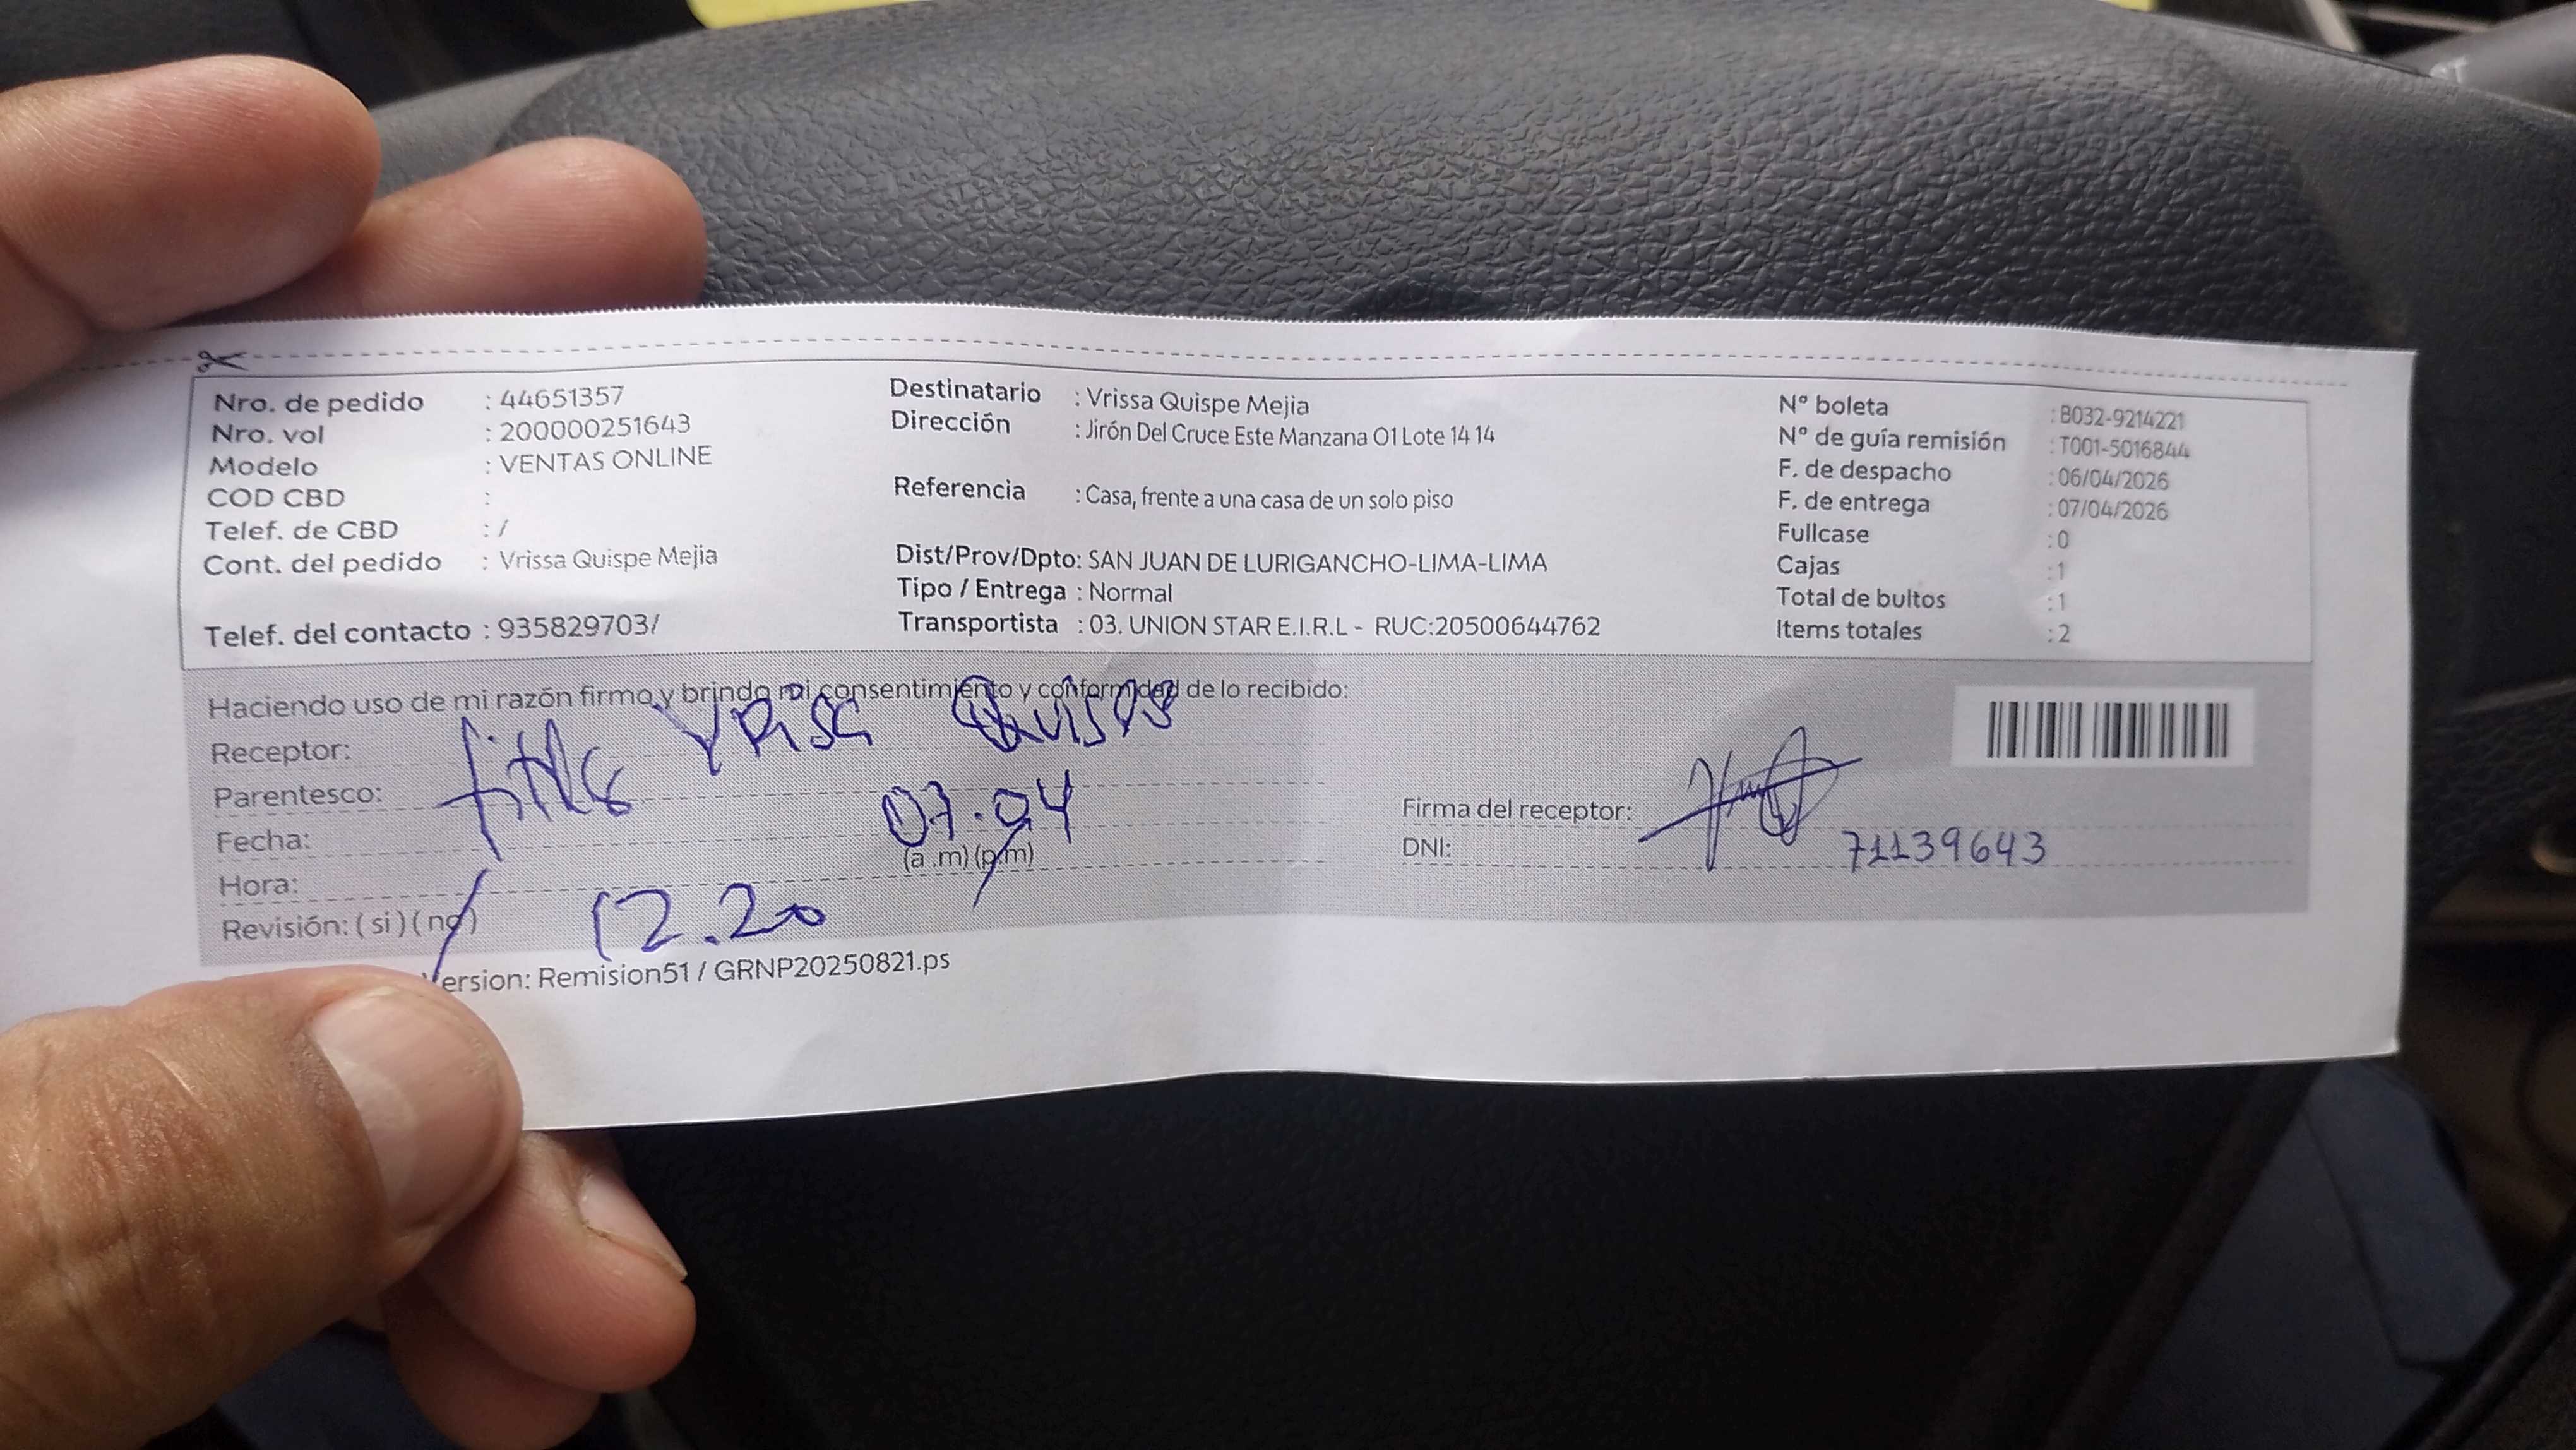 Nro. de pedido : 44651357
Nro. vol : 200000251643
Modelo : VENTAS ONLINE
COD CBD :
Telef. de CBD : /
Cont. del pedido : Vrissa Quispe Mejia
Telef. del contacto : 935829703/
Destinatario : Vrissa Quispe Mejia
Dirección : Jirón Del Cruce Este Manzana O1 Lote 14 14
Referencia : Casa, frente a una casa de un solo piso
Dist/Prov/Dpto: SAN JUAN DE LURIGANCHO-LIMA-LIMA
Tipo / Entrega : Normal
Transportista : 03. UNION STAR E.I.R.L - RUC:20500644762
N° boleta : B032-9214221
N° de guía remisión : T001-5016844
F. de despacho : 06/04/2026
F. de entrega : 07/04/2026
Fullcase : 0
Cajas : 1
Total de bultos : 1
Items totales : 2
Haciendo uso de mi razón firmo y brindo mi consentimiento y conformidad de lo recibido:
Receptor: YRisa Quispe
Parentesco:
Fecha: 07.04
(a .m) (p.m)
Hora: 12.20
Revisión: ( si ) ( no )
Firma del receptor:
DNI: 71139643
Version: Remision51 / GRNP20250821.ps